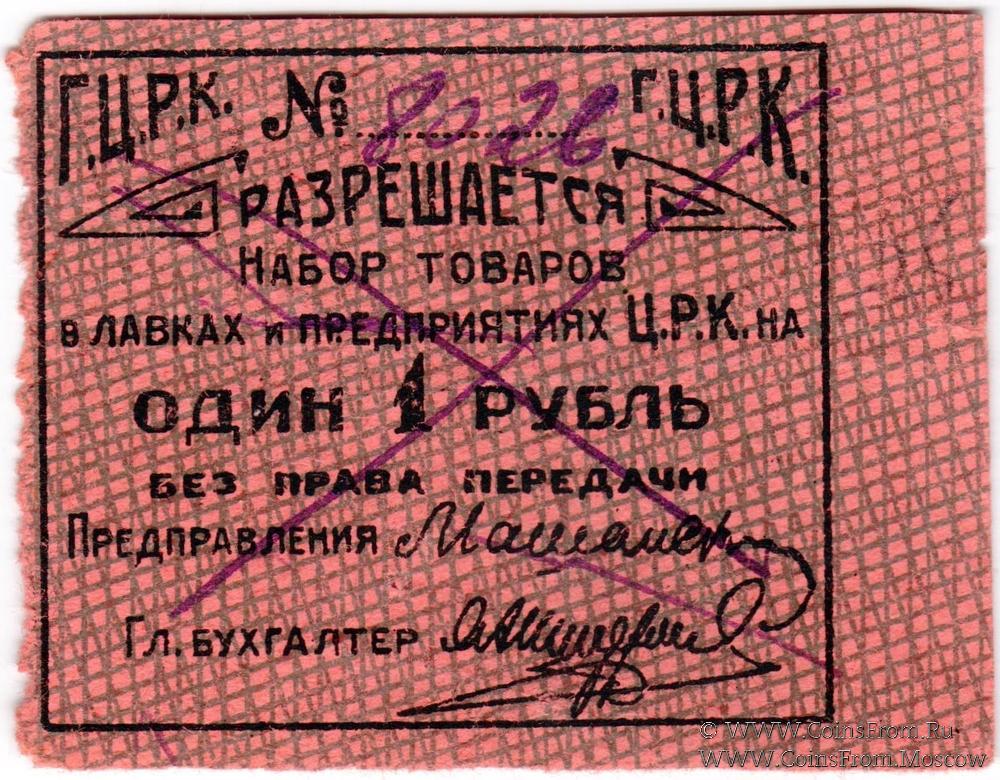 Г.Ц.Р.К. № 8026 Г.Ц.Р.К.
РАЗРЕШАЕТСЯ
НАБОР ТОВАРОВ
В ЛАВКАХ И ПРЕДПРИЯТИЯХ Ц.Р.К. НА
ОДИН 1 РУБЛЬ
БЕЗ ПРАВА ПЕРЕДАЧИ
ПРЕДПРАВЛЕНИЯ
ГЛ. БУХГАЛТЕР
© WWW.CoinsFrom.Ru
WWW.CoinsFrom.Moscow